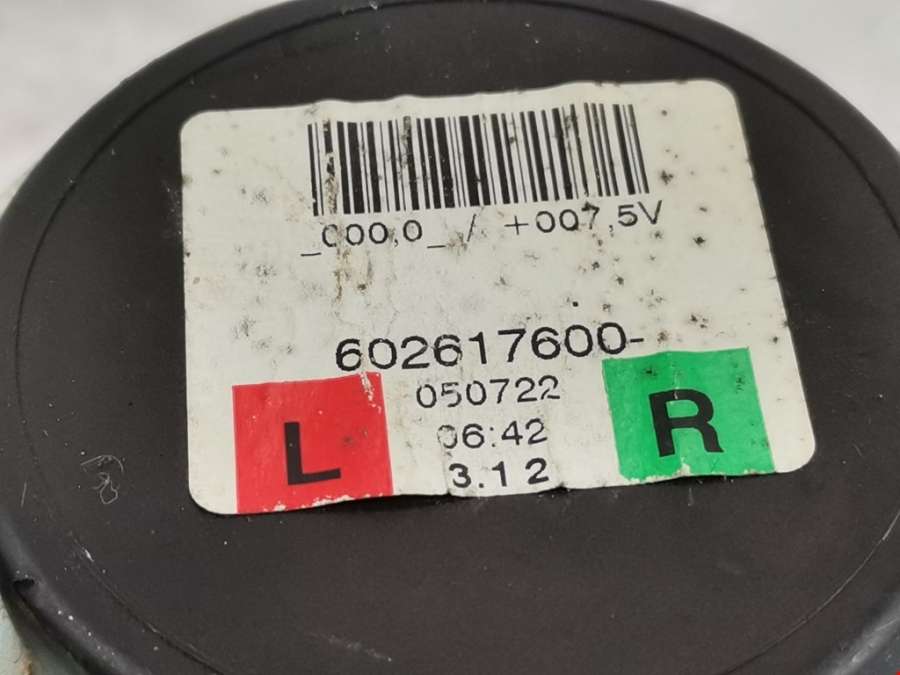 _000,0_ / +007,5V
602617600-
050722
L
06:42
R
3.12